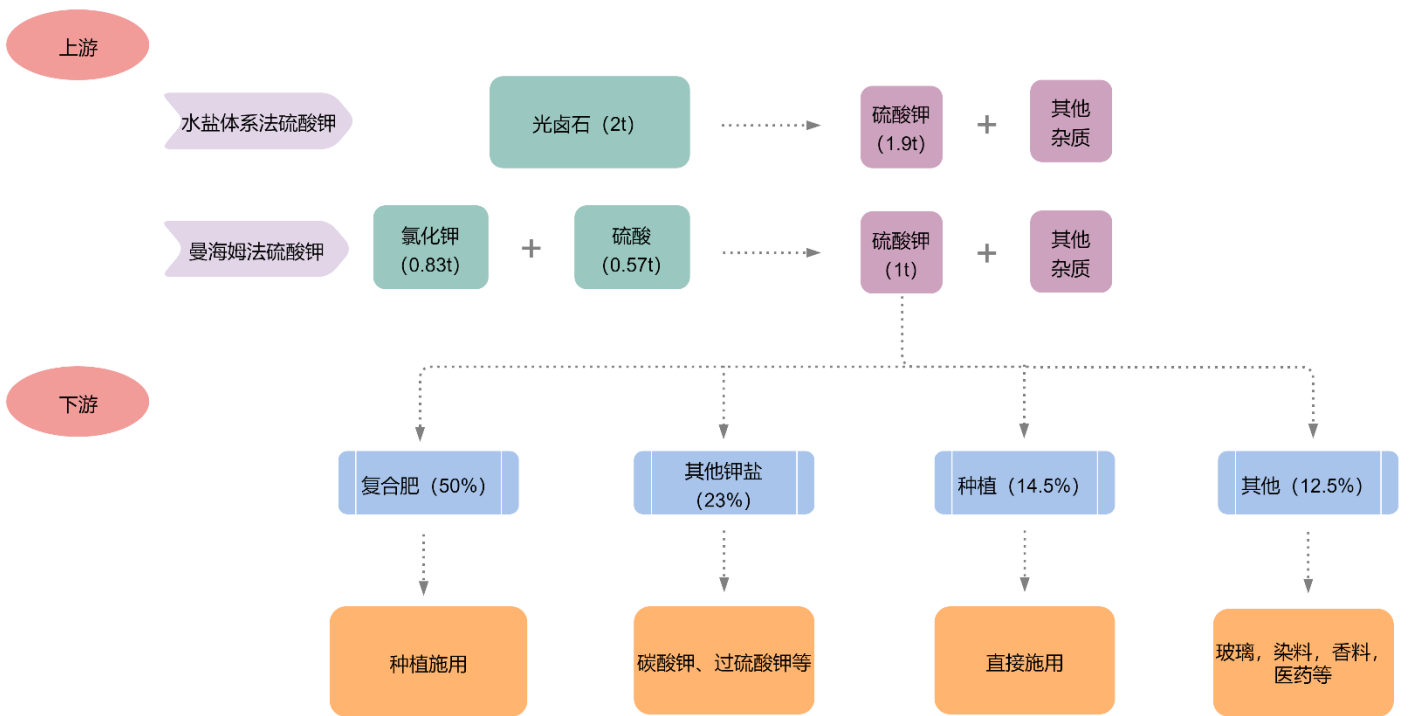 上游
水盐体系法硫酸钾
光卤石（2t）
硫酸钾
（1.9t）
+
其他
杂质
曼海姆法硫酸钾
氯化钾
（0.83t）
+
硫酸
（0.57t）
硫酸钾
（1t）
+
其他
杂质
下游
复合肥（50%）
其他钾盐
（23%）
种植（14.5%）
其他（12.5%）
种植施用
碳酸钾、过硫酸钾等
直接施用
玻璃，染料，香料，
医药等